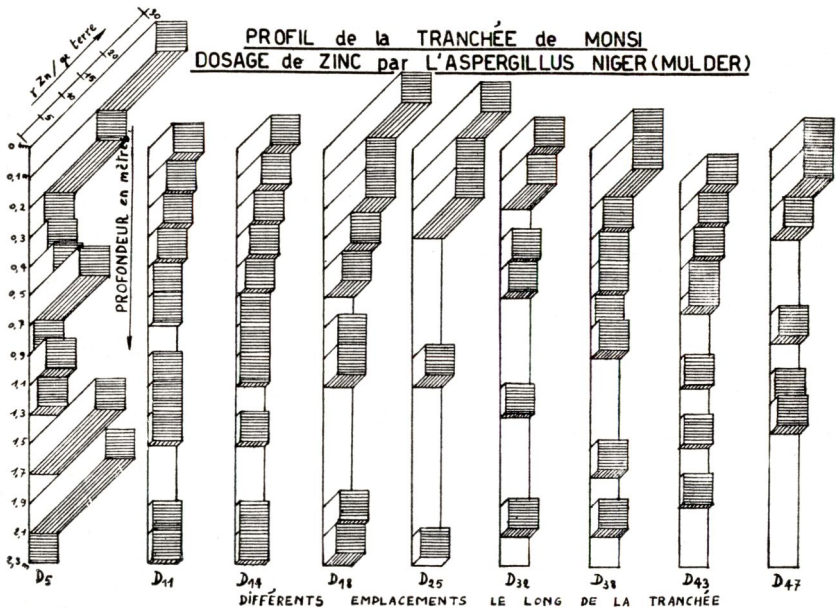 PROFIL de la TRANCHÉE de MONSI
DOSAGE de ZINC par L'ASPERGILLUS NIGER (MULDER)
γ Zn/gr terre
5
15
20
30
PROFONDEUR en mètres
0
0,1m
0,2
0,3
0,4
0,5
0,7
0,9
1,1
1,3
1,5
1,7
1,9
2,1
2,3m
D5 D11 D14 D18 D25 D32 D38 D43 D47
DIFFÉRENTS EMPLACEMENTS LE LONG DE LA TRANCHÉE